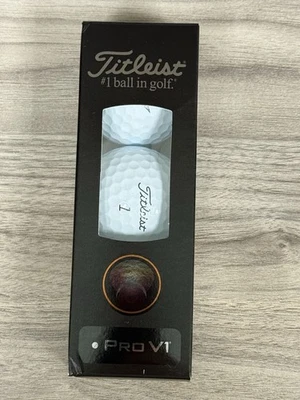 Titleist
#1 ball in golf.®
Titleist
1
PRO V1